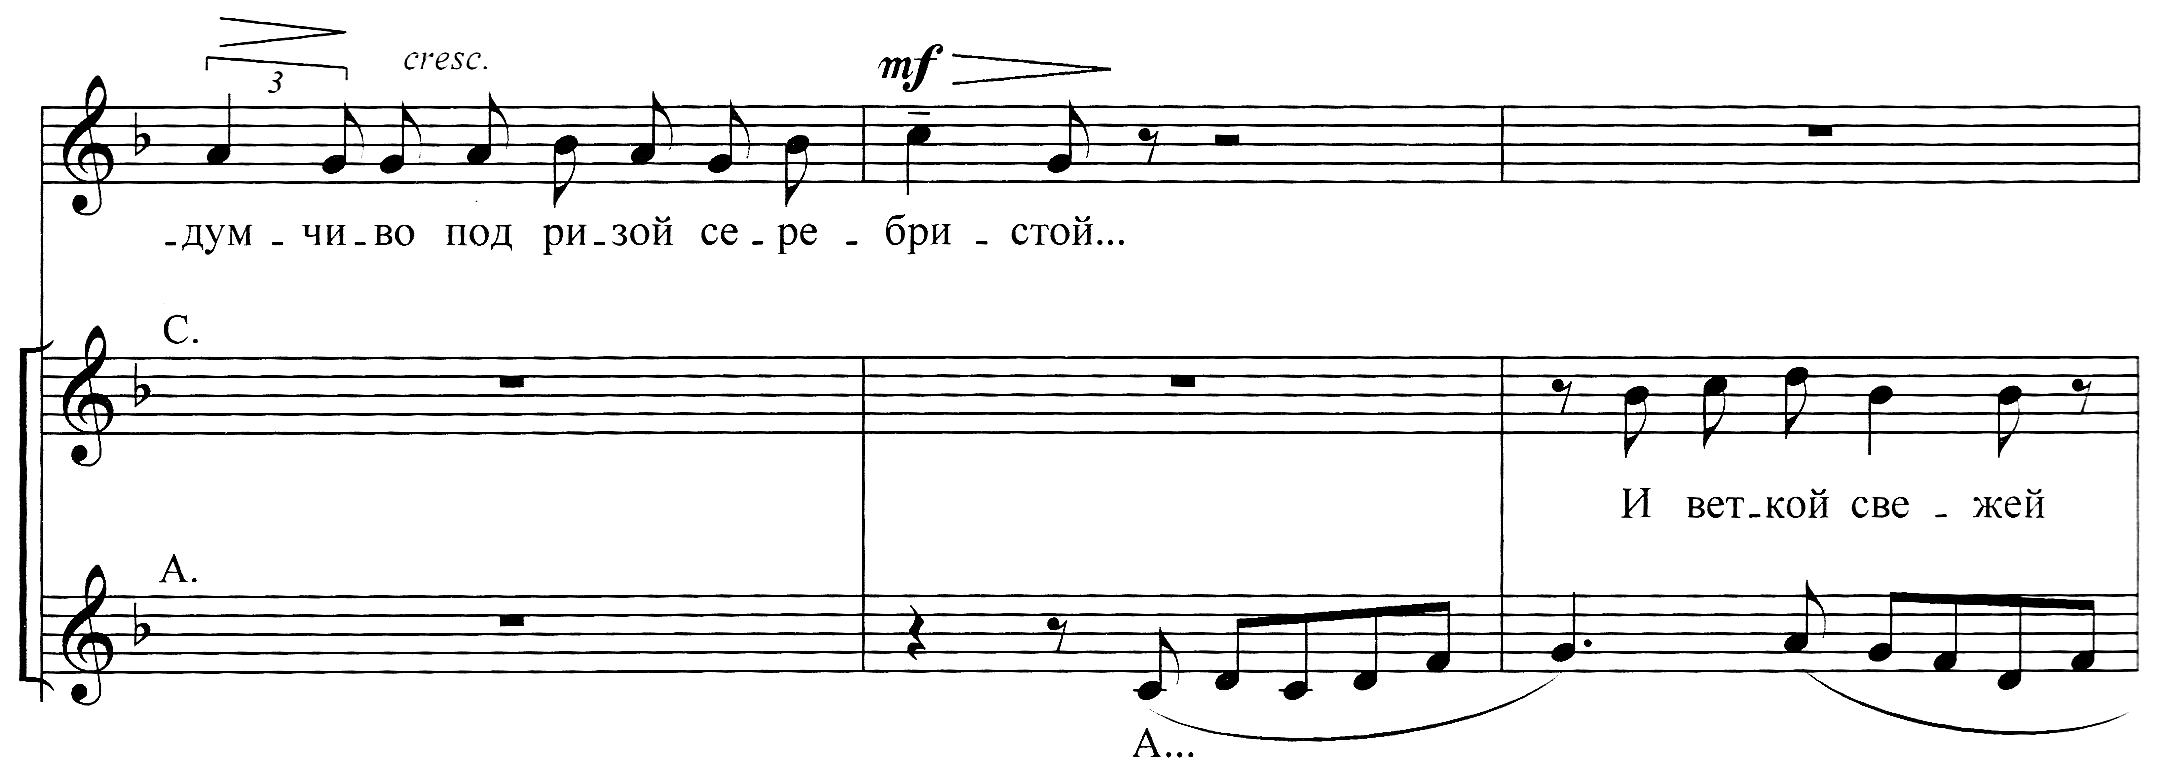 3 cresc. mf
-дум - чи-во под ри-зой се-ре - бри - стой...
С.
И вет-кой све - жей
А.
А...